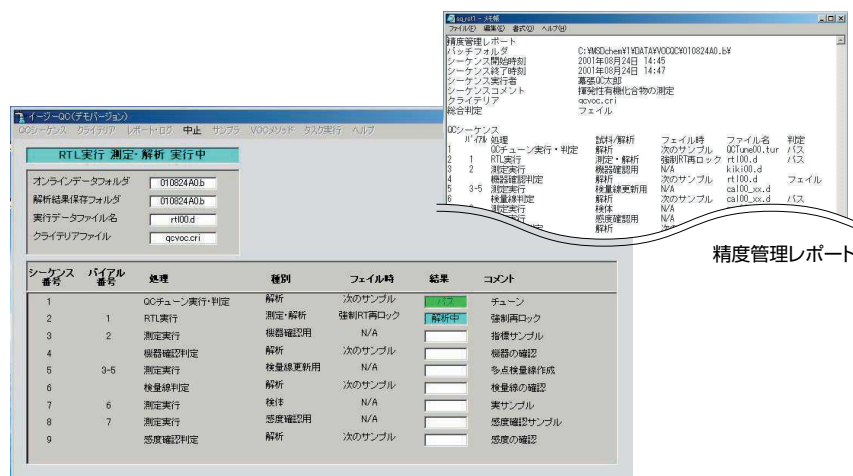 sq_rsl1 - メモ帳
ファイル(F) 編集(E) 書式(O) ヘルプ(H)
精度管理レポート
バッチフォルダ C:¥MSDchem¥1¥DATA¥VOCQC¥010824A0.b¥
シーケンス開始時刻 2001年08月24日 14:45
シーケンス終了時刻 2001年08月24日 14:47
シーケンス実行者 幕張QC太郎
シーケンスコメント 揮発性有機化合物の測定
クライテリア qcvoc.cri
総合判定 フェイル
QCシーケンス
バイアル 処理 試料/解析 フェイル時 ファイル名 判定
1 QCチューン実行・判定 解析 次のサンプル QCTune00.tur パス
2 1 RTL実行 測定・解析 強制RT再ロック rtl00.d パス
3 2 測定実行 機器確認用 N/A kiki00.d
4 機器確認判定 解析 次のサンプル rtl00.d フェイル
5 3-5 測定実行 検量線更新用 N/A cal00_xx.d
6 検量線判定 解析 次のサンプル cal00_xx.d パス
測定実行 検体 N/A
実行 感度確認用 N/A
解析
精度管理レポート
イージーQC(デモバージョン)
QCシーケンス クライテリア レポート・ログ 中止 サンプラ VOCメソッド タスク実行 ヘルプ
RTL実行 測定・解析 実行中
オンラインデータフォルダ 010824A0.b
解析結果保存フォルダ 010824A0.b
実行データファイル名 rtl00.d
クライテリアファイル qcvoc.cri
シーケンス番号 バイアル番号 処理 種別 フェイル時 結果 コメント
1 QCチューン実行・判定 解析 次のサンプル パス チューン
2 1 RTL実行 測定・解析 強制RT再ロック 解析中 強制再ロック
3 2 測定実行 機器確認用 N/A 指標サンプル
4 機器確認判定 解析 次のサンプル 機器の確認
5 3-5 測定実行 検量線更新用 N/A 多点検量線作成
6 検量線判定 解析 次のサンプル 検量線の確認
7 6 測定実行 検体 N/A 実サンプル
8 7 測定実行 感度確認用 N/A 感度確認サンプル
9 感度確認判定 解析 次のサンプル 感度の確認